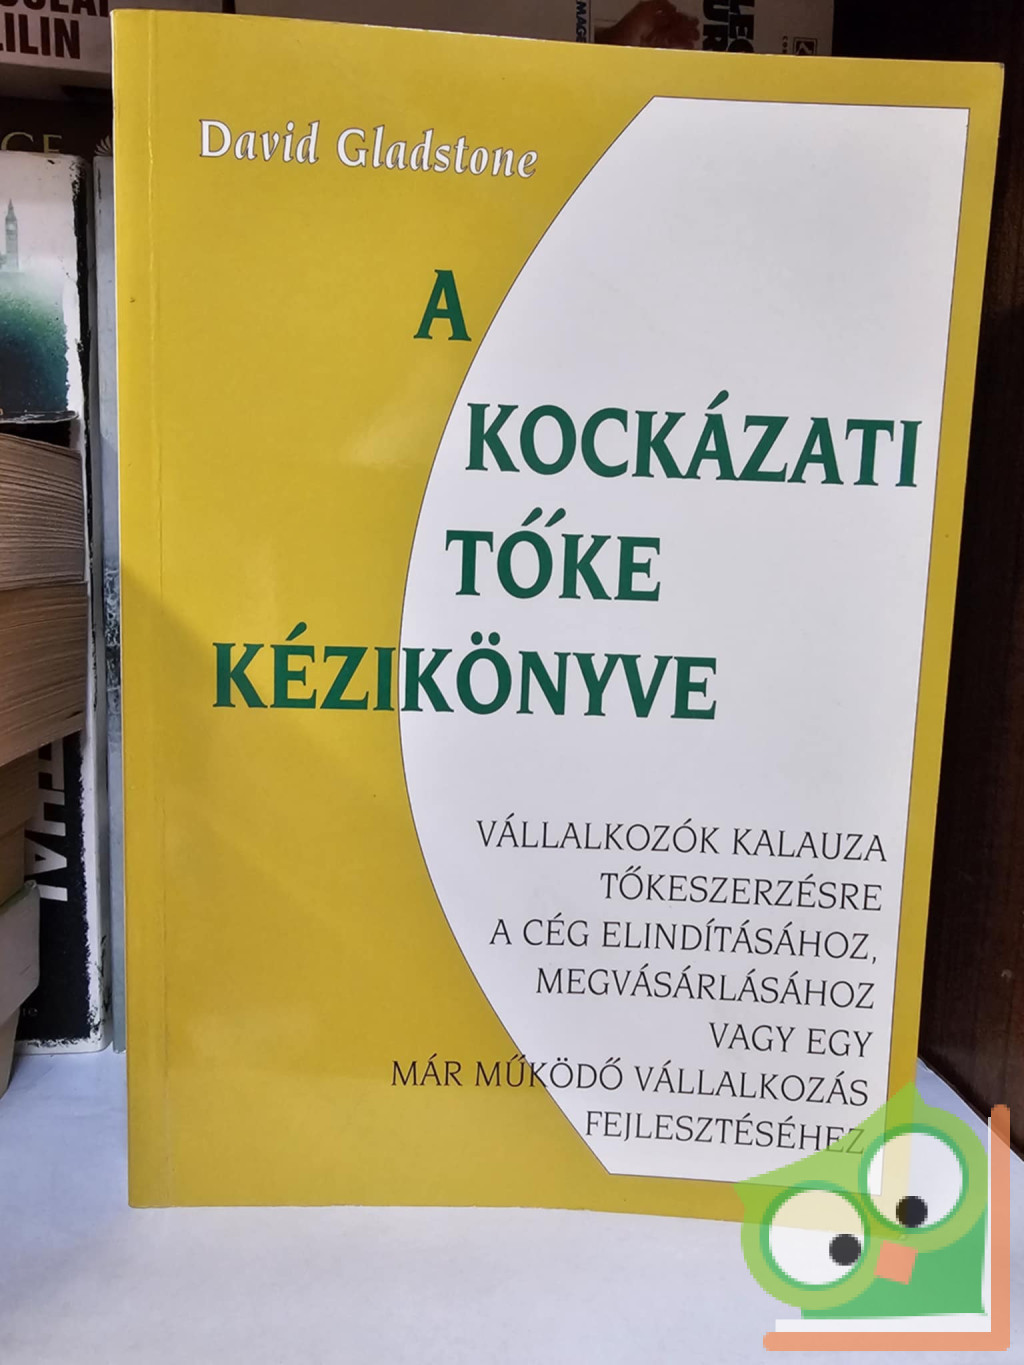 David Gladstone
A
KOCKÁZATI
TŐKE
KÉZIKÖNYVE
VÁLLALKOZÓK KALAUZA
TŐKESZERZÉSRE
A CÉG ELINDÍTÁSÁHOZ,
MEGVÁSÁRLÁSÁHOZ
VAGY EGY
MÁR MŰKÖDŐ VÁLLALKOZÁS
FEJLESZTÉSÉHEZ